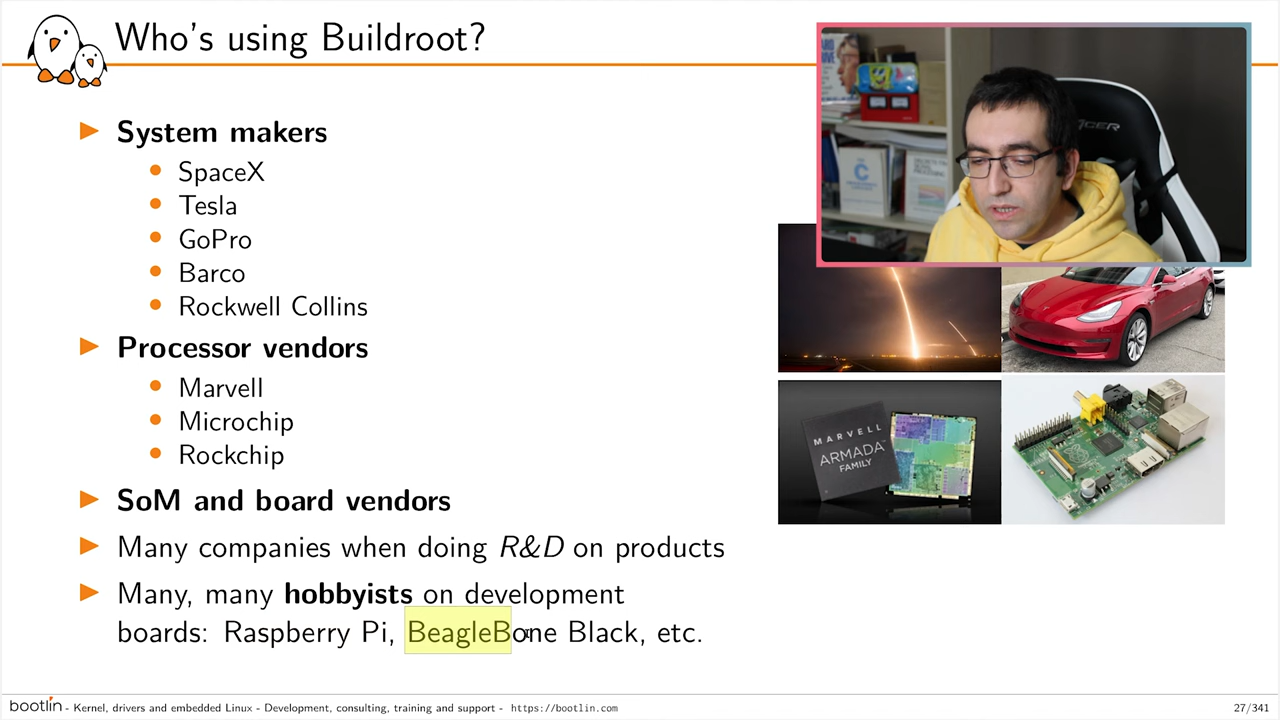 Who's using Buildroot?
▶ System makers
• SpaceX
• Tesla
• GoPro
• Barco
• Rockwell Collins
▶ Processor vendors
• Marvell
• Microchip
• Rockchip
▶ SoM and board vendors
▶ Many companies when doing R&D on products
▶ Many, many hobbyists on development
boards: Raspberry Pi, BeagleBone Black, etc.
MARVELL
ARMADA
FAMILY
bootlin - Kernel, drivers and embedded Linux - Development, consulting, training and support - https://bootlin.com
27/341